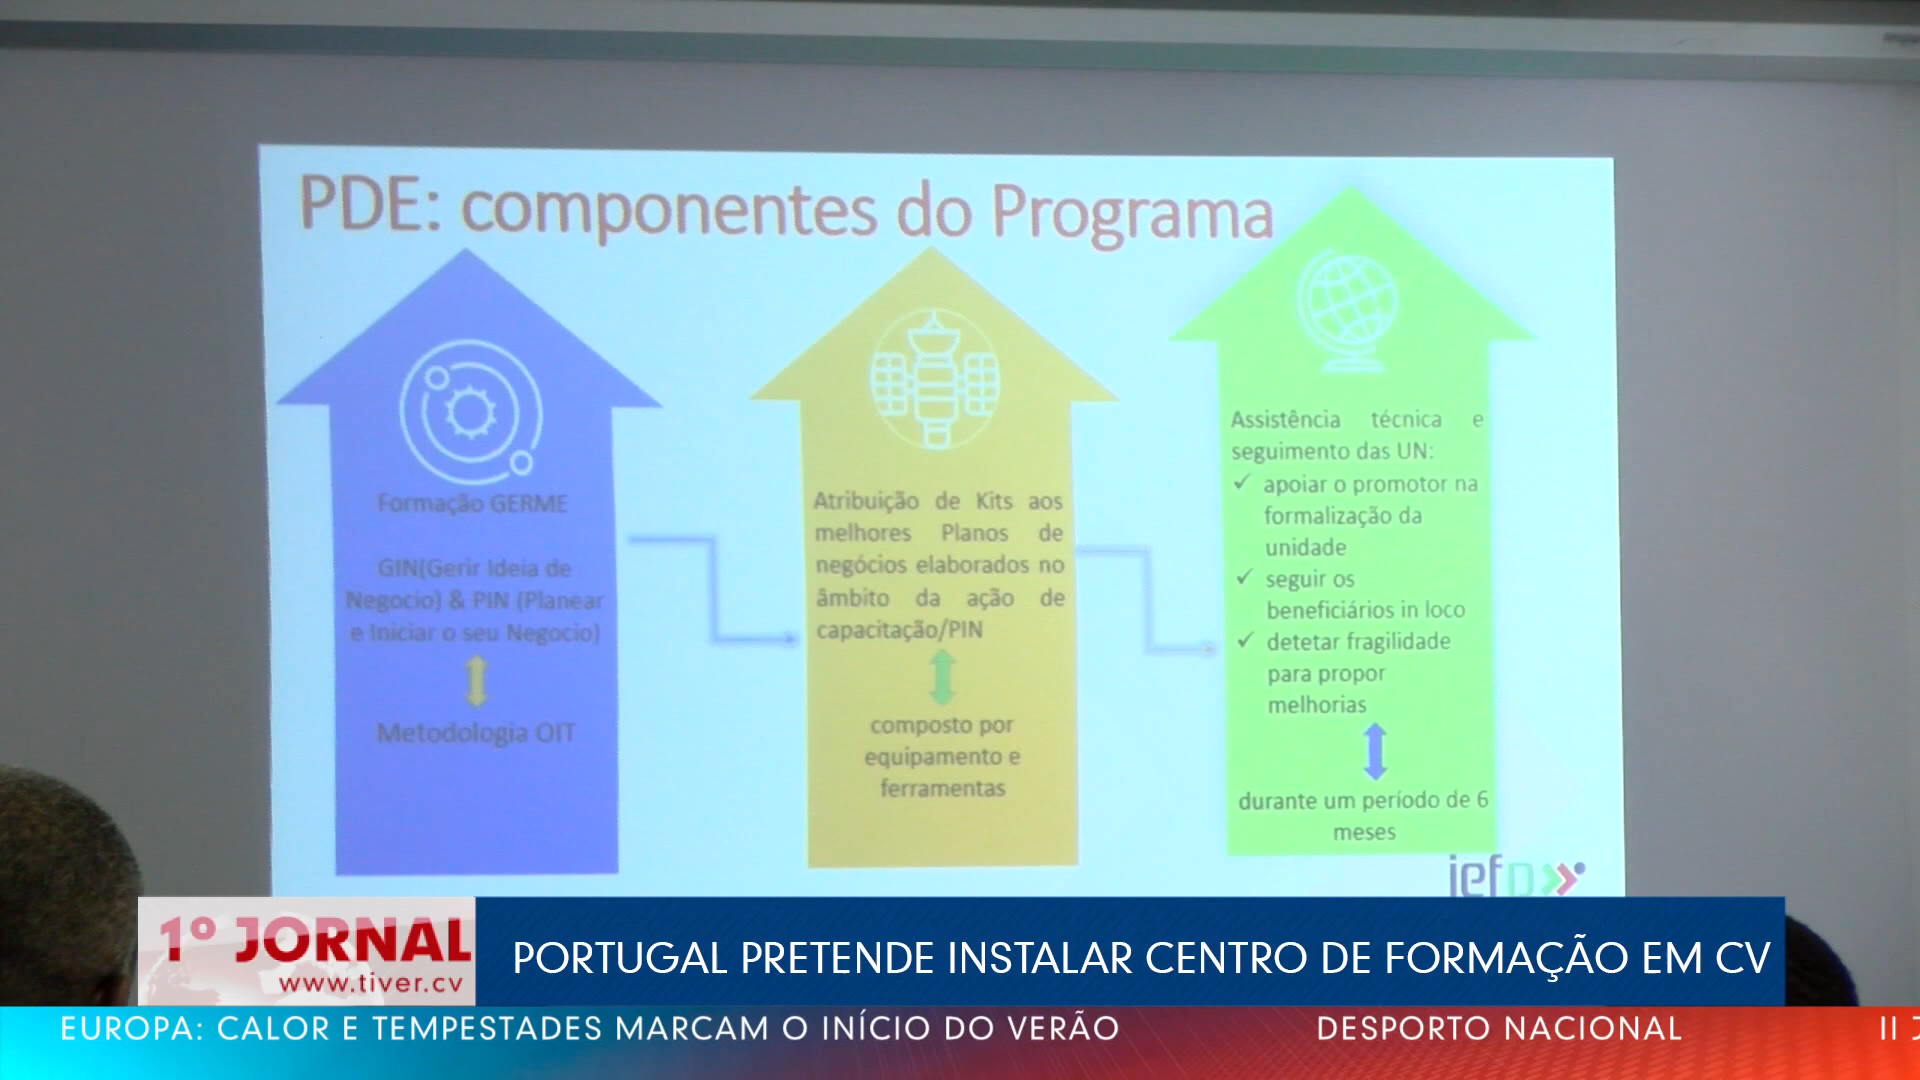 PDE: componentes do Programa
Formação GERME
GIN(Gerir Ideia de
Negocio) & PIN (Planear
e Iniciar o seu Negocio)
Metodologia OIT
Atribuição de Kits aos
melhores Planos de
negócios elaborados no
âmbito da ação de
capacitação/PIN
composto por
equipamento e
ferramentas
Assistência técnica e
seguimento das UN:
✓ apoiar o promotor na
formalização da
unidade
✓ seguir os
beneficiários in loco
✓ detetar fragilidade
para propor
melhorias
durante um período de 6
meses
iefp
1º JORNAL
www.tiver.cv
PORTUGAL PRETENDE INSTALAR CENTRO DE FORMAÇÃO EM CV
EUROPA: CALOR E TEMPESTADES MARCAM O INÍCIO DO VERÃO DESPORTO NACIONAL II